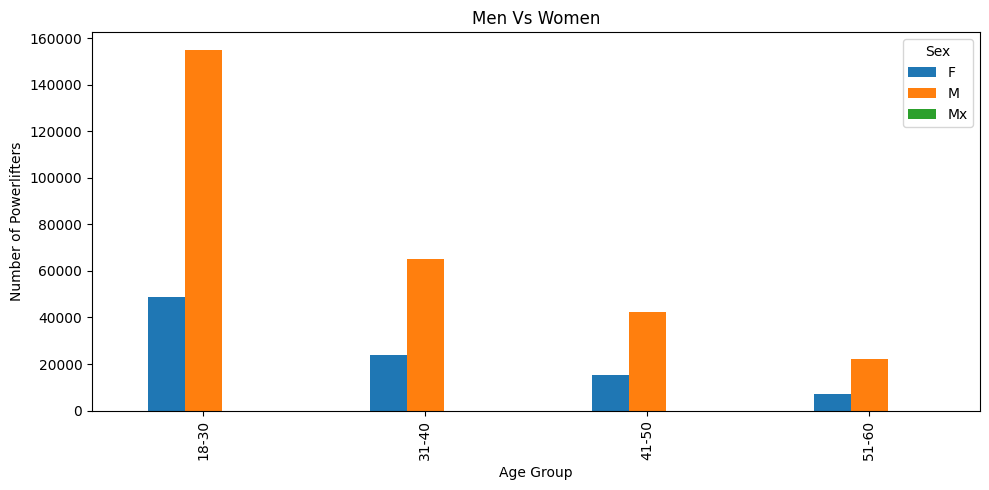 Men Vs Women
Sex
F
M
Mx
160000
140000
120000
100000
80000
60000
40000
20000
0
Number of Powerlifters
18-30
31-40
41-50
51-60
Age Group